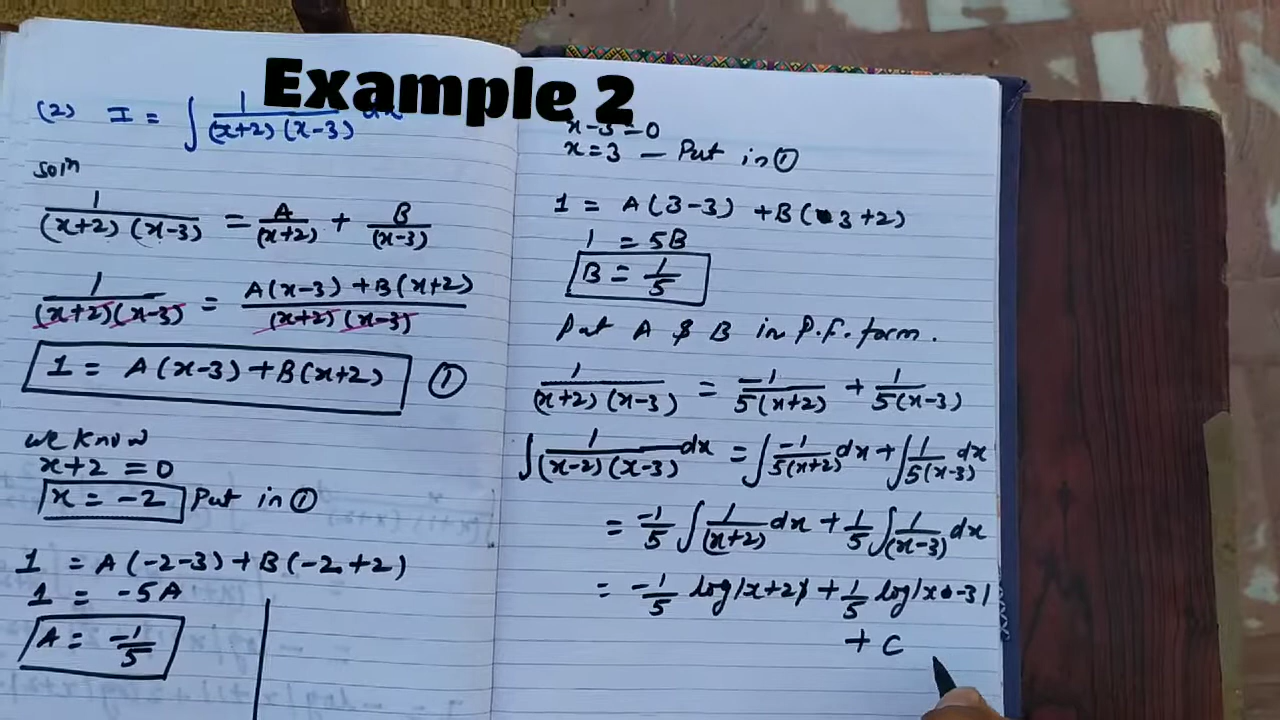 Example 2
(2) I = ∫ 1/((x+2)(x-3)) dx
soln
1/((x+2)(x-3)) = A/(x+2) + B/(x-3)
1/((x+2)(x-3)) = (A(x-3)+B(x+2))/((x+2)(x-3))
1 = A(x-3)+B(x+2) ①
we know
x+2 = 0
x = -2 Put in ①
1 = A(-2-3)+B(-2+2)
1 = -5A
A = -1/5
x-3=0
x=3 — Put in ①
1 = A(3-3) +B(3+2)
1 = 5B
B = 1/5
Put A & B in P.F. form.
1/((x+2)(x-3)) = -1/(5(x+2)) + 1/(5(x-3))
∫ 1/((x-2)(x-3)) dx = ∫ -1/(5(x+2)) dx + ∫ 1/(5(x-3)) dx
= -1/5 ∫ 1/(x+2) dx + 1/5 ∫ 1/(x-3) dx
= -1/5 log|x+2| + 1/5 log|x-3|
+ C